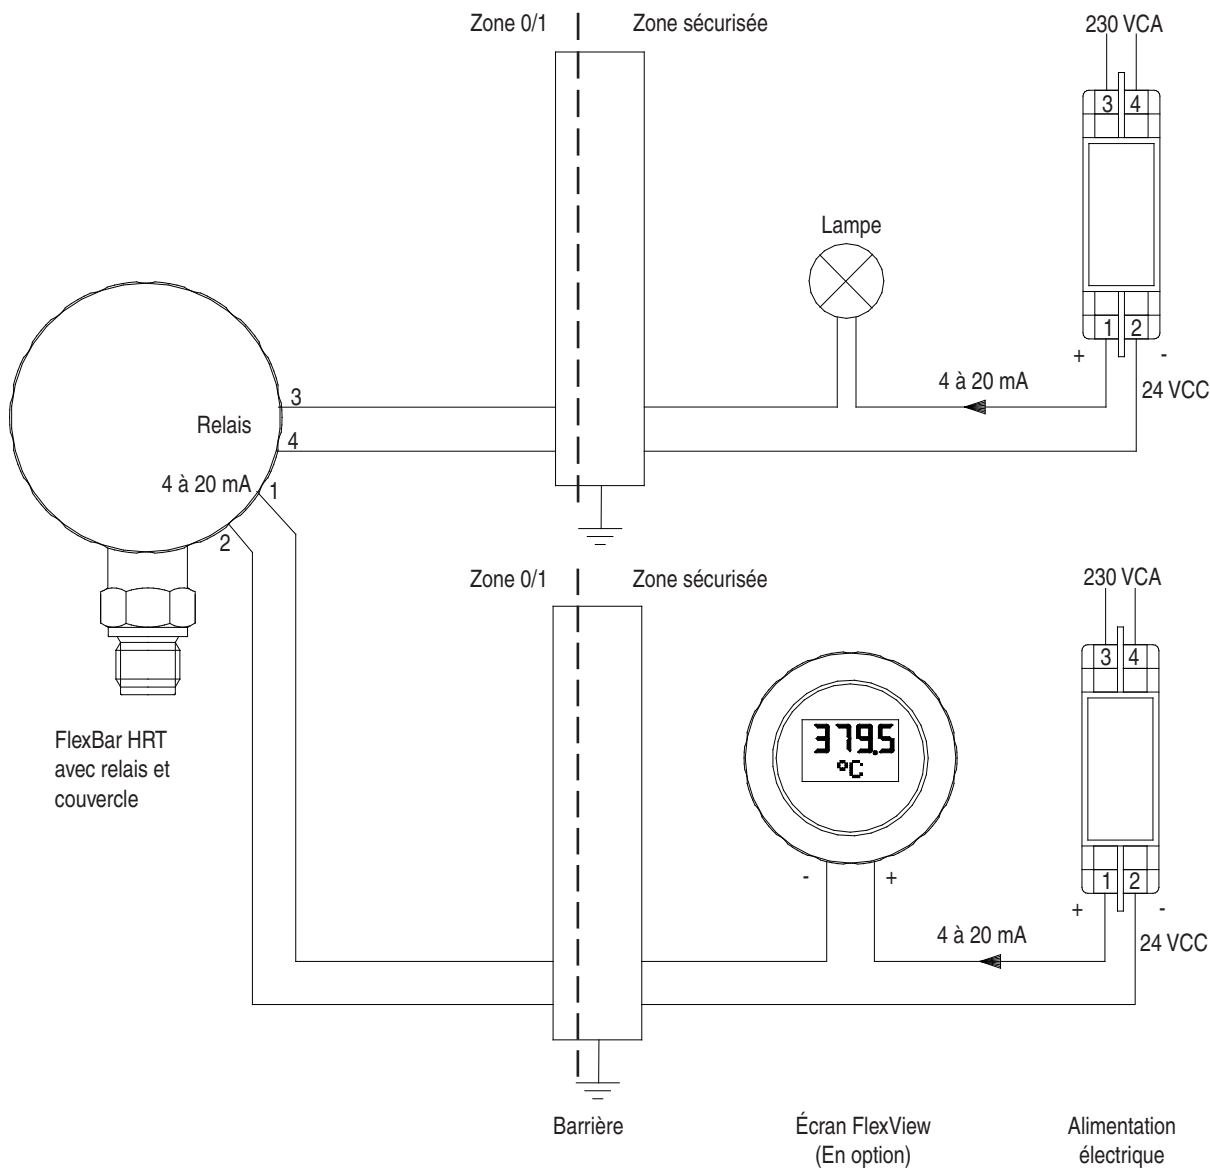 Zone 0/1
Zone sécurisée
230 VCA
3 4
Lampe
1 2
+ -
24 VCC
4 à 20 mA
3
Relais
4
4 à 20 mA
1
2
Zone 0/1
Zone sécurisée
230 VCA
3 4
379.5
°C
FlexBar HRT
avec relais et
couvercle
- +
1 2
+ -
4 à 20 mA
24 VCC
Barrière
Écran FlexView
(En option)
Alimentation
électrique